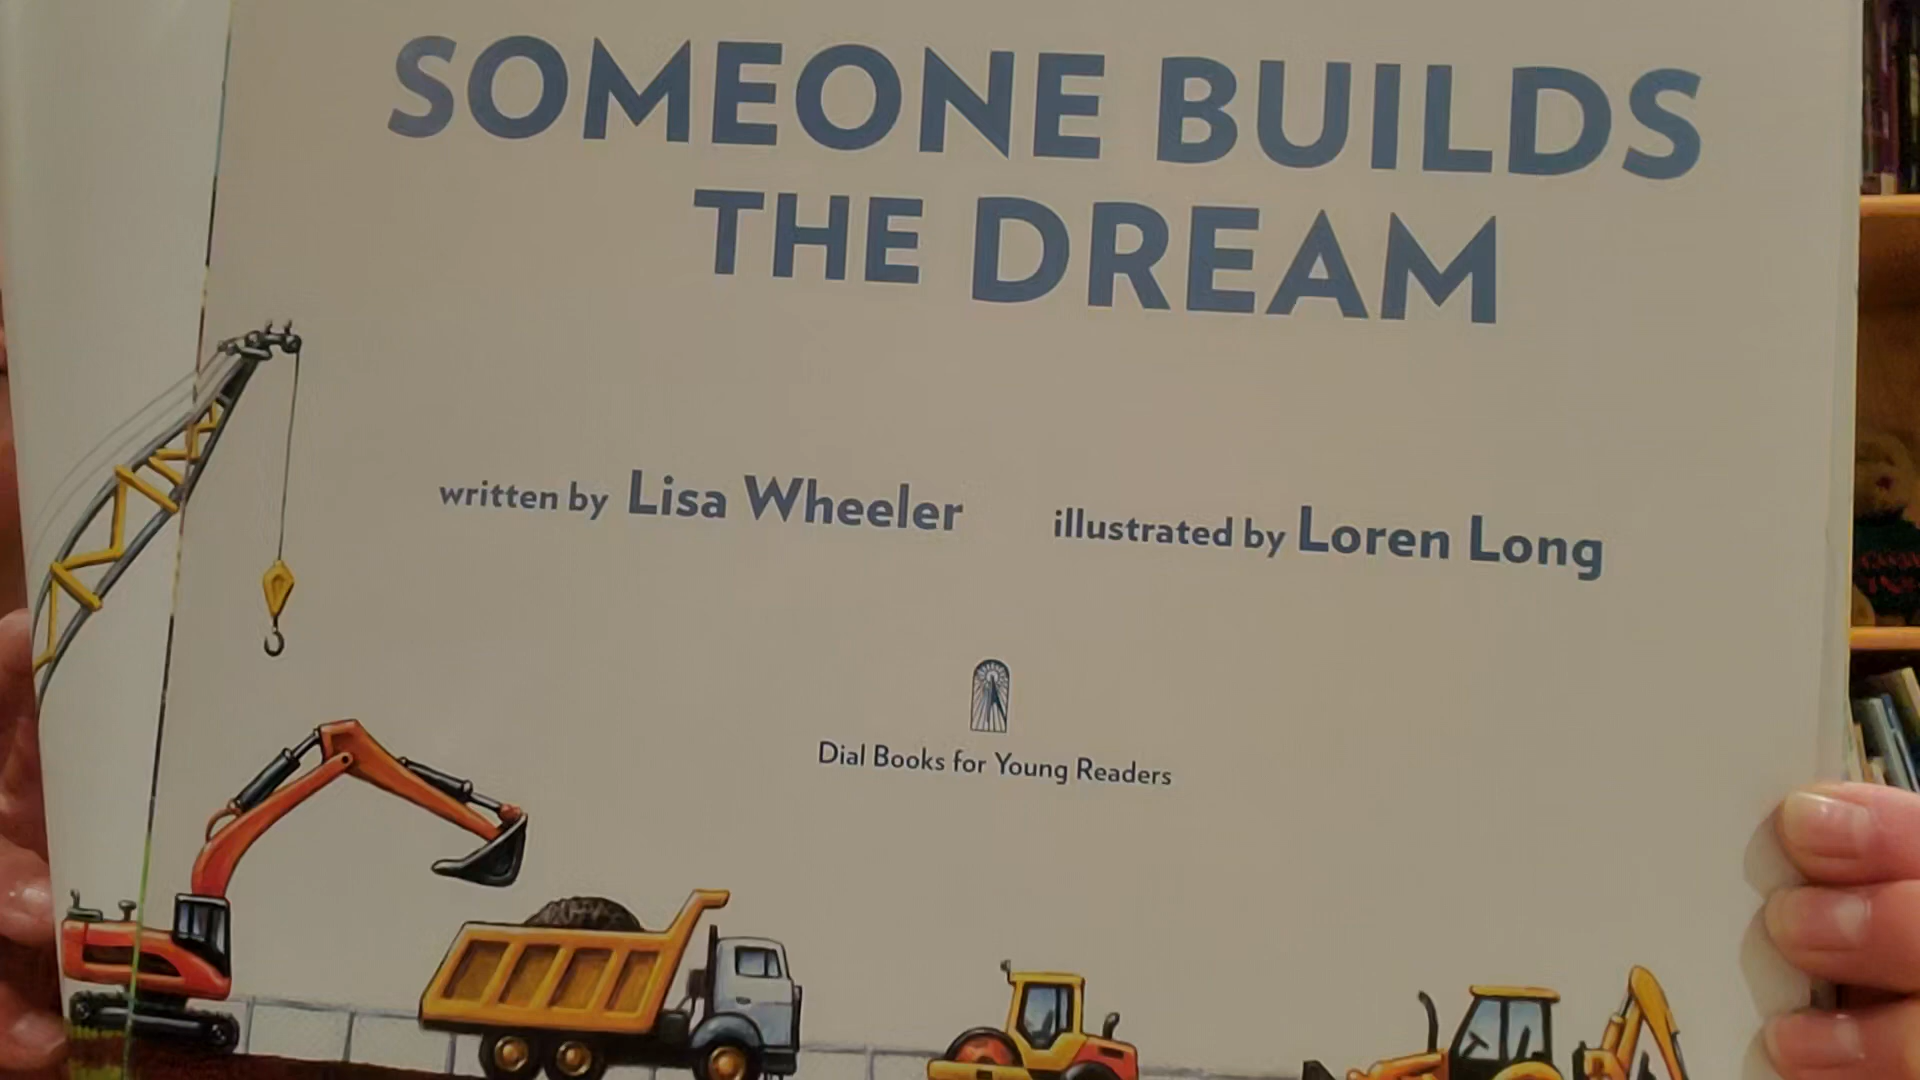 SOMEONE BUILDS
THE DREAM
written by Lisa Wheeler illustrated by Loren Long
Dial Books for Young Readers